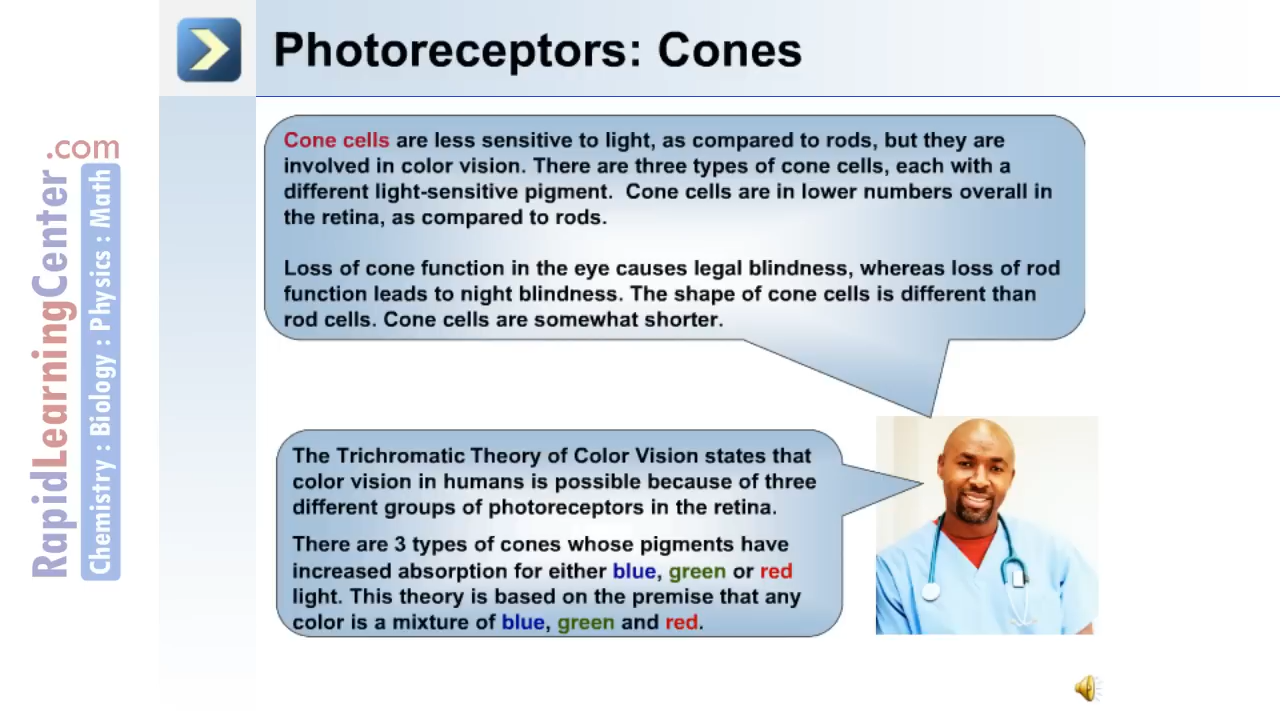 Photoreceptors: Cones
Cone cells are less sensitive to light, as compared to rods, but they are
involved in color vision. There are three types of cone cells, each with a
different light-sensitive pigment.  Cone cells are in lower numbers overall in
the retina, as compared to rods.
Loss of cone function in the eye causes legal blindness, whereas loss of rod
function leads to night blindness. The shape of cone cells is different than
rod cells. Cone cells are somewhat shorter.
The Trichromatic Theory of Color Vision states that
color vision in humans is possible because of three
different groups of photoreceptors in the retina.
There are 3 types of cones whose pigments have
increased absorption for either blue, green or red
light. This theory is based on the premise that any
color is a mixture of blue, green and red.
RapidLearningCenter.com
Chemistry : Biology : Physics : Math